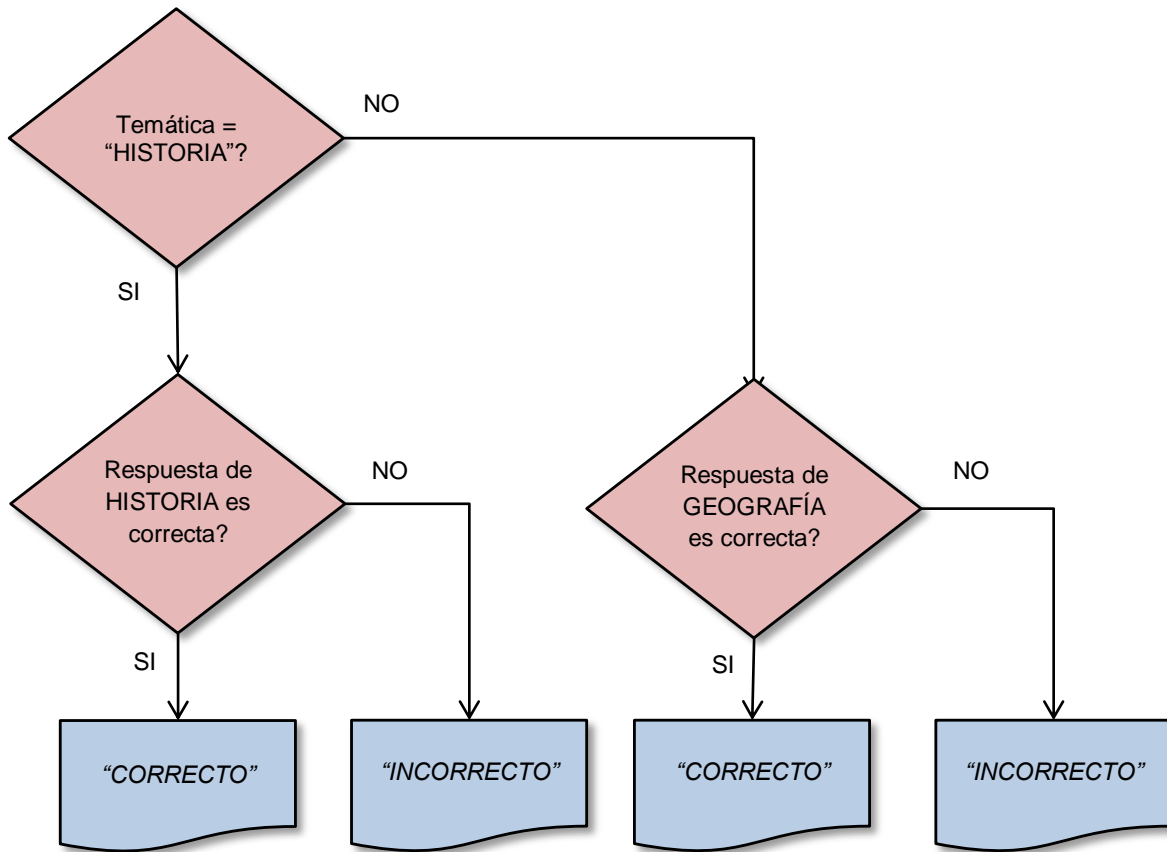 NO
Temática =
“HISTORIA”?
SI
Respuesta de
HISTORIA es
correcta?
NO
Respuesta de
GEOGRAFÍA
es correcta?
NO
SI
SI
“CORRECTO”
“INCORRECTO”
“CORRECTO”
“INCORRECTO”